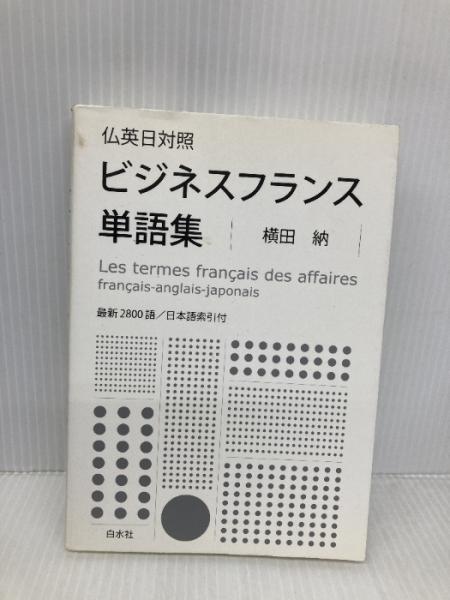 仏英日対照
ビジネスフランス
単語集
横田 納
Les termes français des affaires
français-anglais-japonais
最新2800語／日本語索引付
白水社